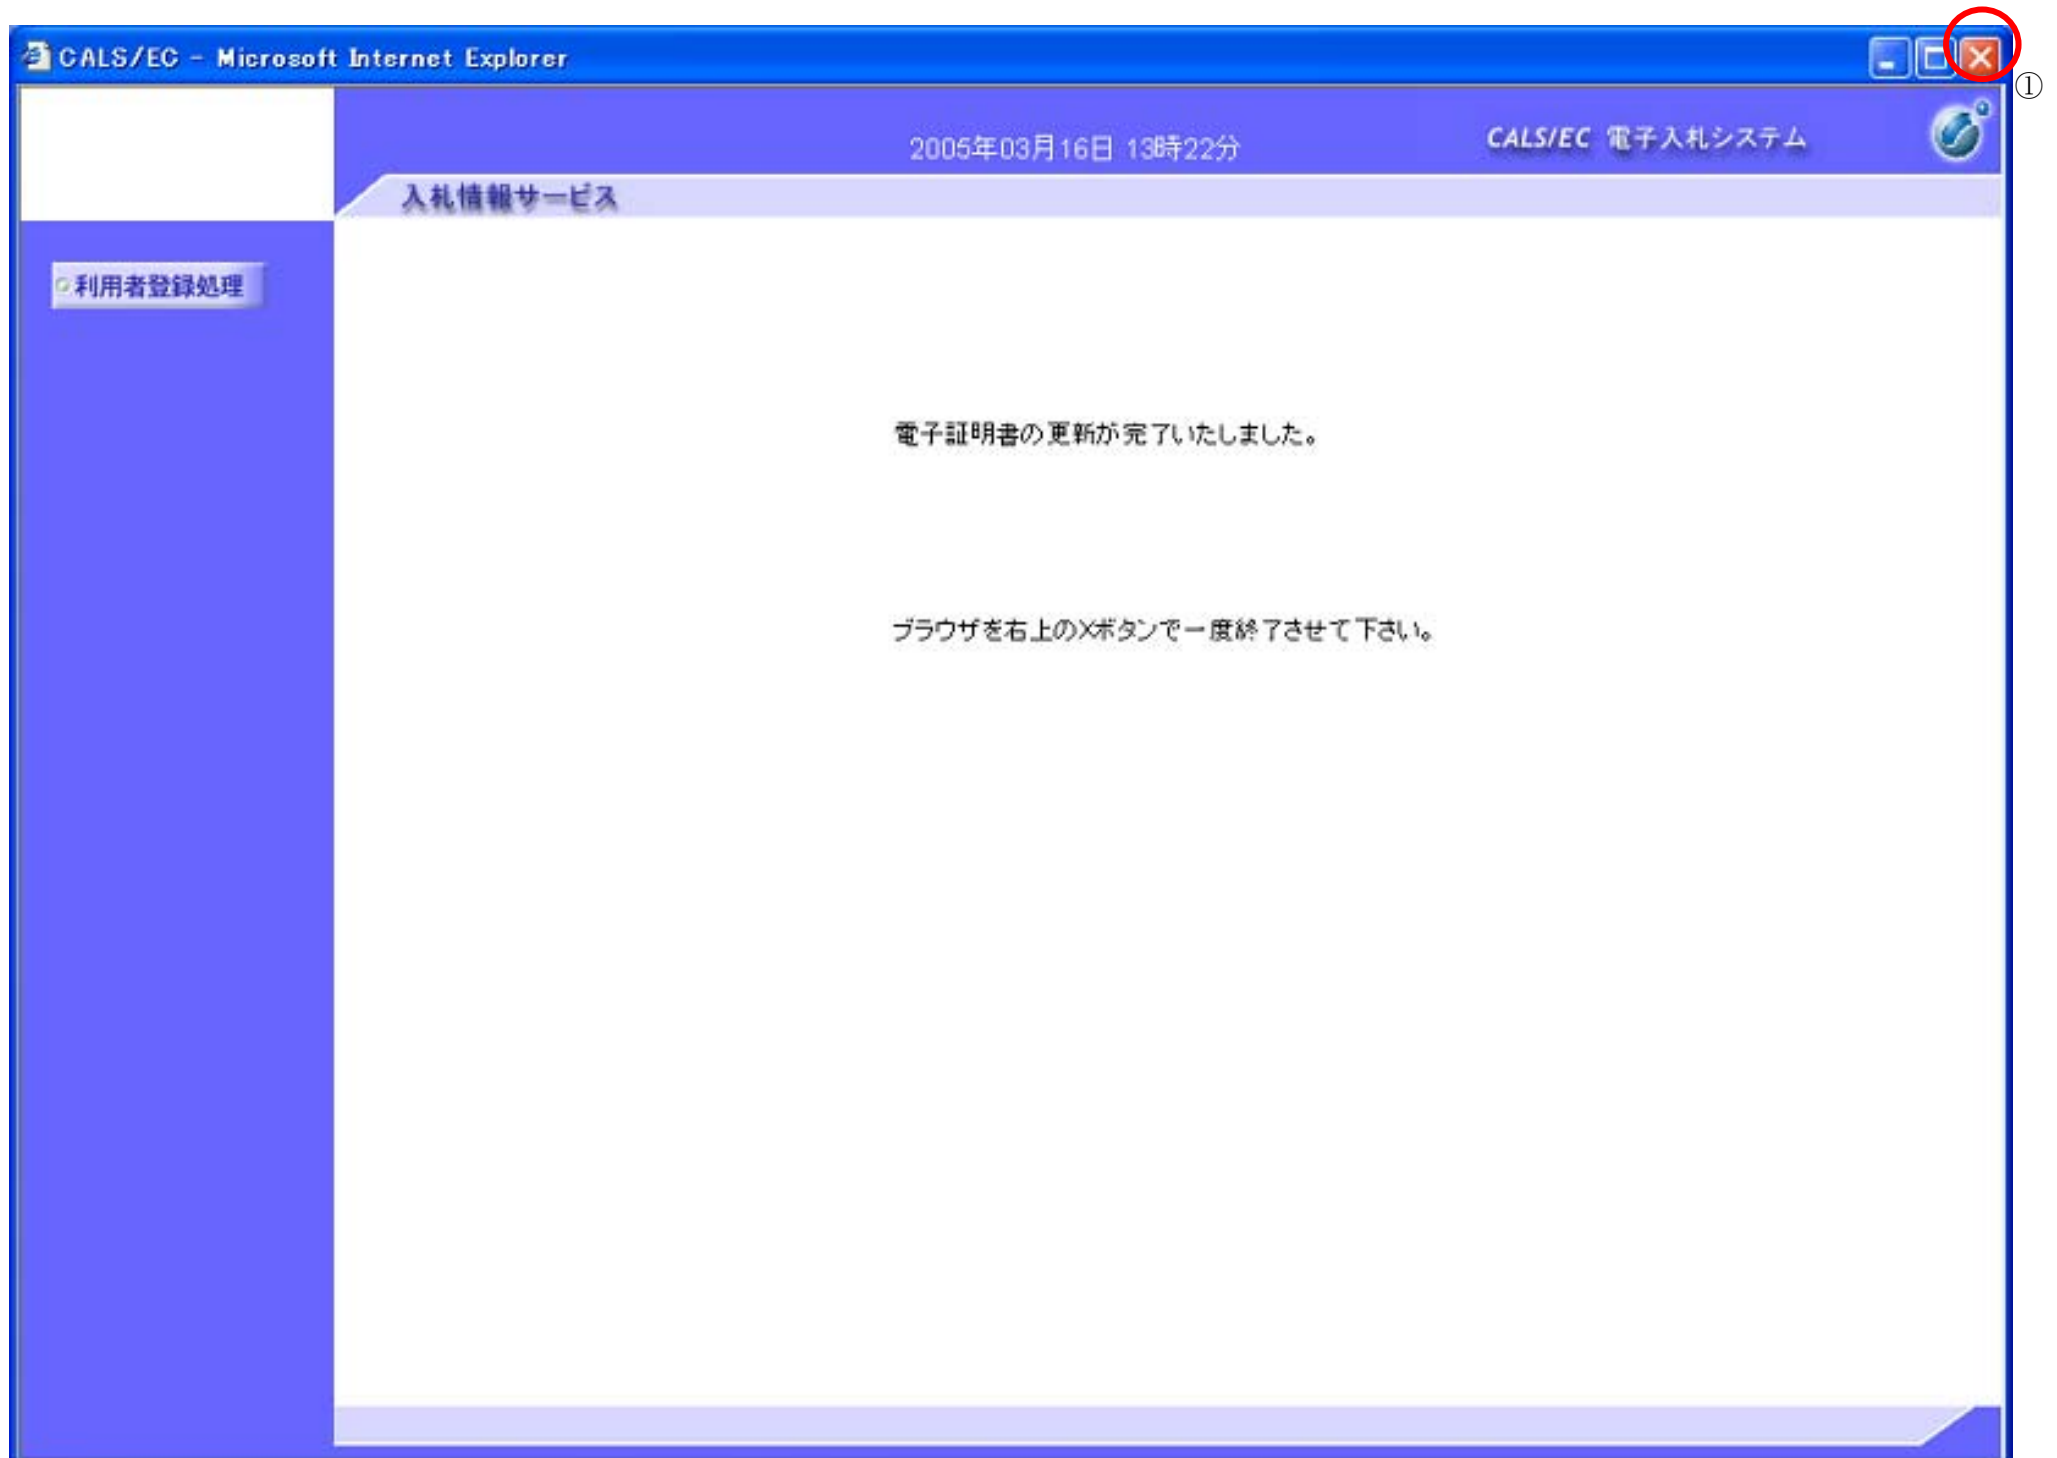 CALS/EC - Microsoft Internet Explorer
①
2005年03月16日 13時22分
CALS/EC 電子入札システム
入札情報サービス
利用者登録処理
電子証明書の更新が完了いたしました。
ブラウザを右上のXボタンで一度終了させて下さい。